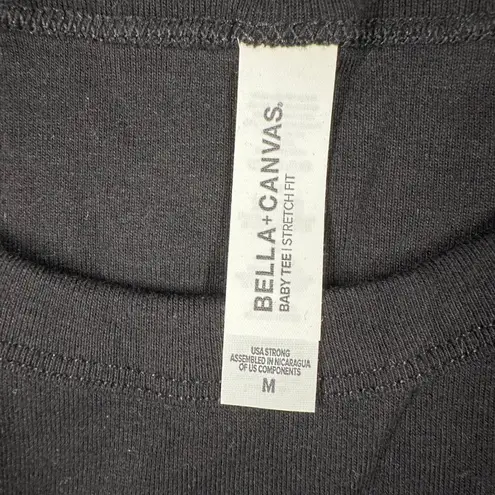 BELLA+CANVAS.
BABY TEE | STRETCH FIT
USA STRONG
ASSEMBLED IN NICARAGUA
OF US COMPONENTS
M